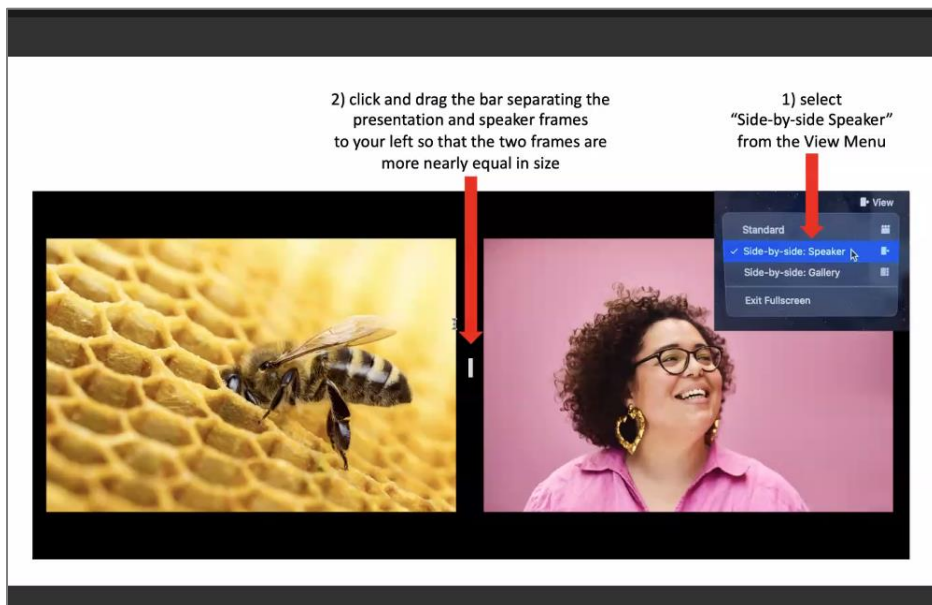 2) click and drag the bar separating the
presentation and speaker frames
to your left so that the two frames are
more nearly equal in size
1) select
“Side-by-side Speaker”
from the View Menu
View
Standard
Side-by-side: Speaker
Side-by-side: Gallery
Exit Fullscreen